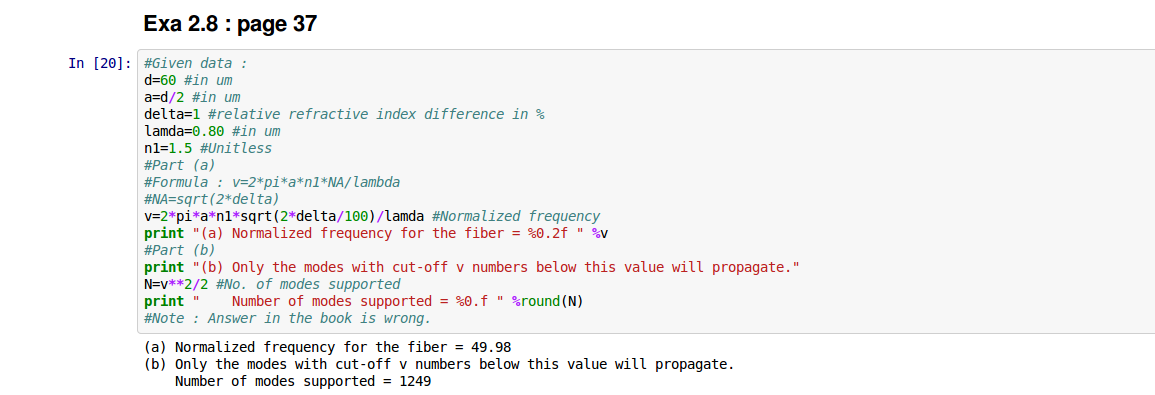 Exa 2.8 : page 37
In [20]: #Given data :
d=60 #in um
a=d/2 #in um
delta=1 #relative refractive index difference in %
lamda=0.80 #in um
n1=1.5 #Unitless
#Part (a)
#Formula : v=2*pi*a*n1*NA/lambda
#NA=sqrt(2*delta)
v=2*pi*a*n1*sqrt(2*delta/100)/lamda #Normalized frequency
print "(a) Normalized frequency for the fiber = %0.2f " %v
#Part (b)
print "(b) Only the modes with cut-off v numbers below this value will propagate."
N=v**2/2 #No. of modes supported
print "    Number of modes supported = %0.f " %round(N)
#Note : Answer in the book is wrong.
(a) Normalized frequency for the fiber = 49.98
(b) Only the modes with cut-off v numbers below this value will propagate.
    Number of modes supported = 1249